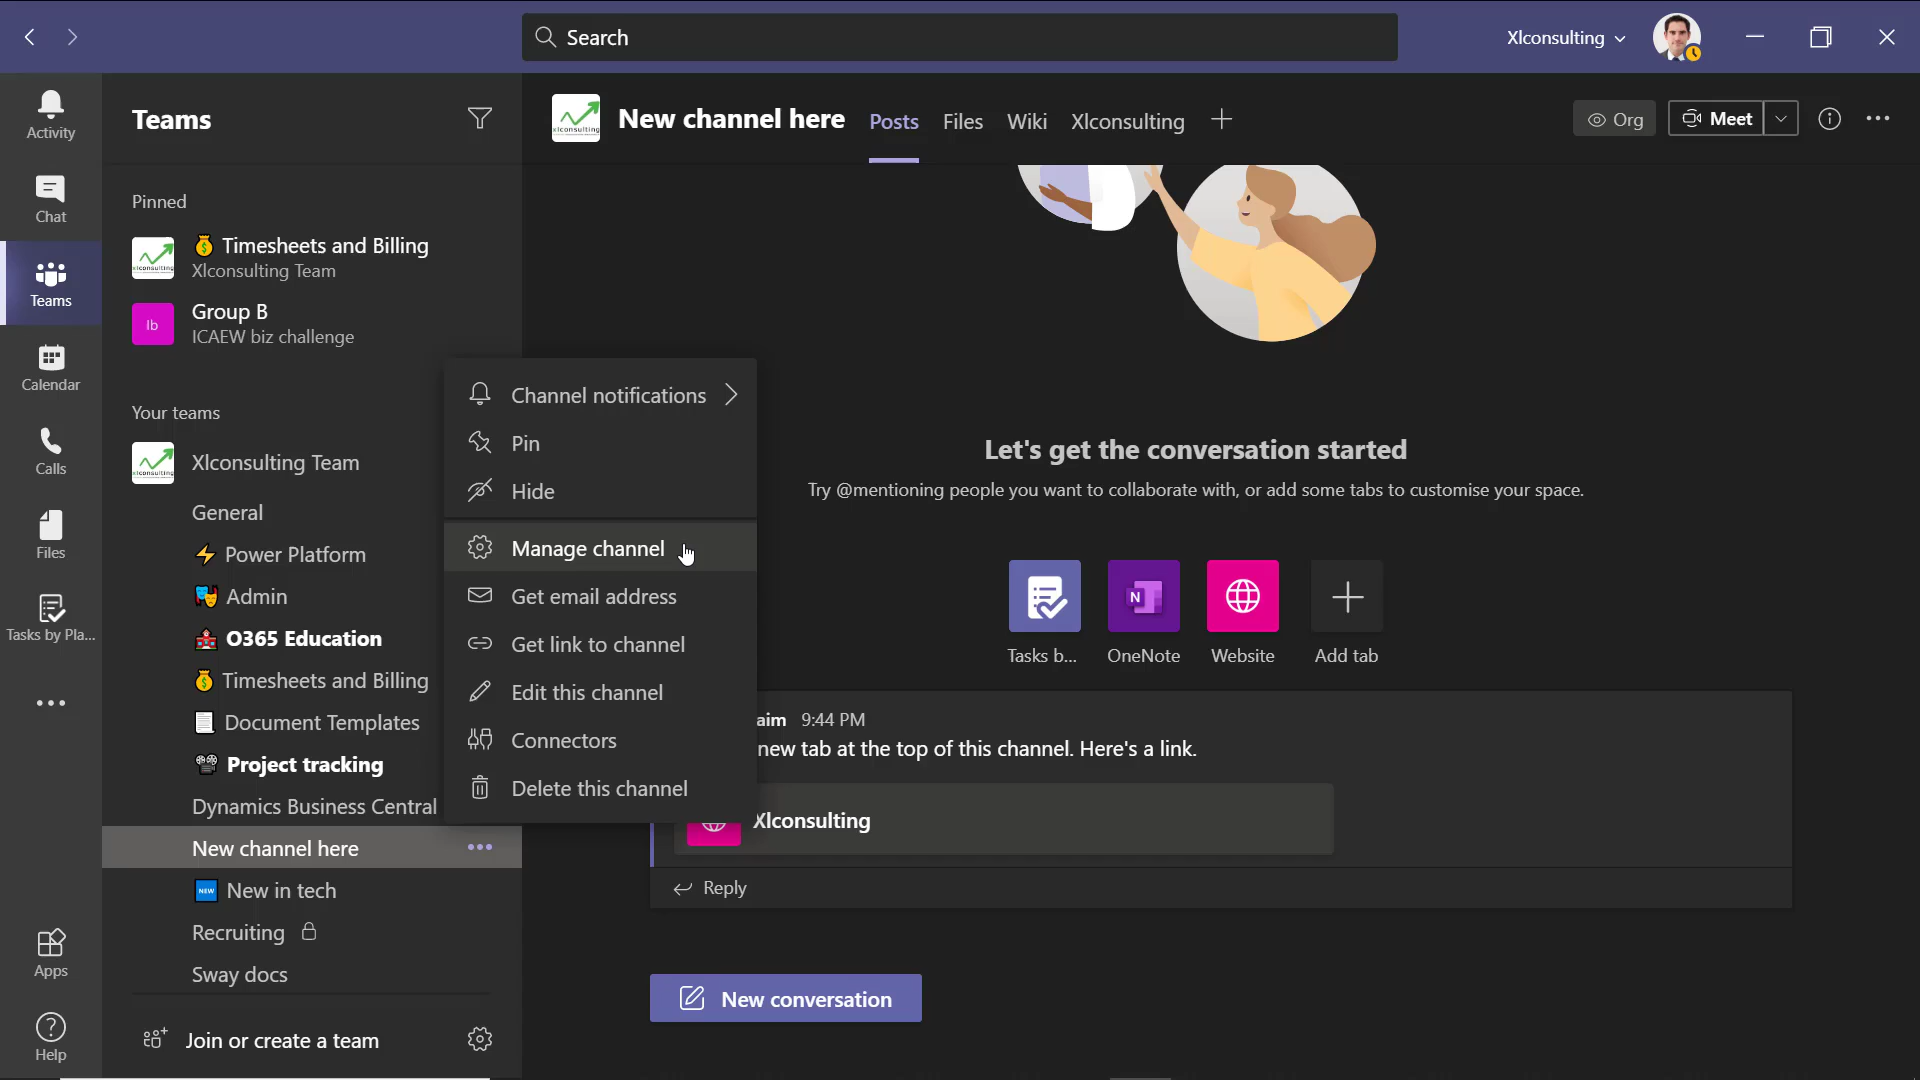 Search
Xlconsulting
Activity
Chat
Teams
Calendar
Calls
Files
Tasks by Pla...
Apps
Help
Teams
Pinned
Timesheets and Billing
Xlconsulting Team
Ib
Group B
ICAEW biz challenge
Your teams
Xlconsulting Team
General
Power Platform
Admin
O365 Education
Timesheets and Billing
Document Templates
Project tracking
Dynamics Business Central
New channel here
NEW New in tech
Recruiting
Sway docs
Join or create a team
Channel notifications
Pin
Hide
Manage channel
Get email address
Get link to channel
Edit this channel
Connectors
Delete this channel
xlconsulting
New channel here
Posts
Files
Wiki
Xlconsulting
Org
Meet
Let's get the conversation started
Try @mentioning people you want to collaborate with, or add some tabs to customise your space.
N
Tasks b...
OneNote
Website
Add tab
aim 9:44 PM
new tab at the top of this channel. Here's a link.
Xlconsulting
Reply
New conversation